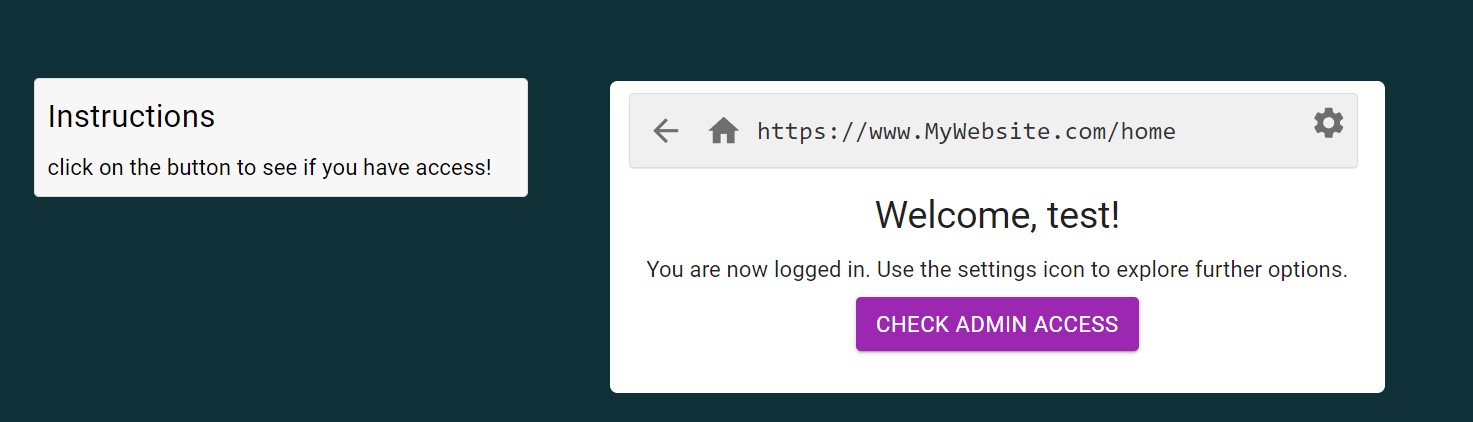 Instructions
click on the button to see if you have access!
https://www.MyWebsite.com/home
Welcome, test!
You are now logged in. Use the settings icon to explore further options.
CHECK ADMIN ACCESS